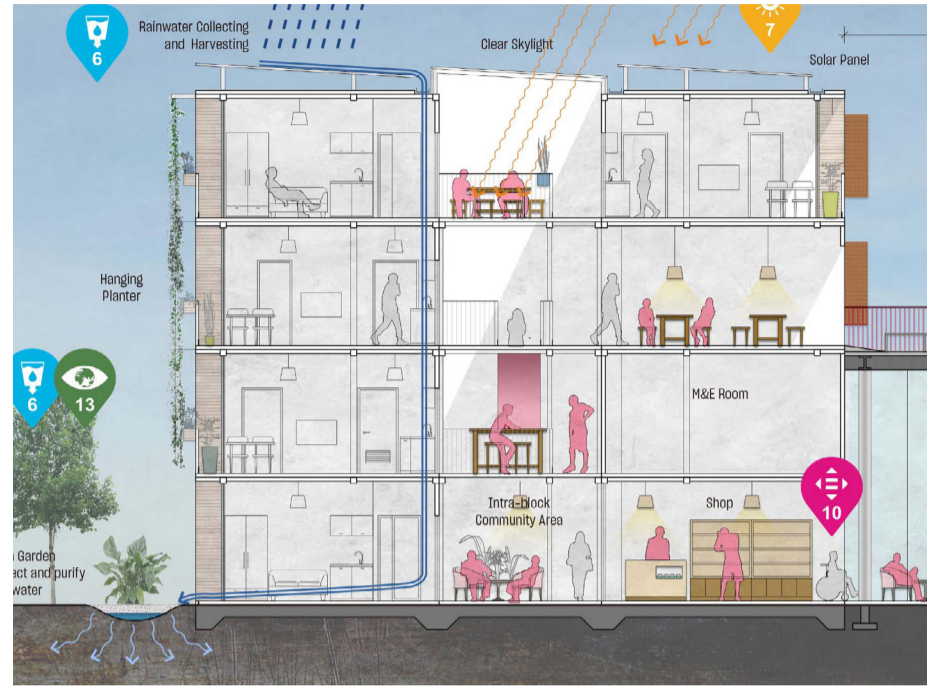 Rainwater Collecting
and Harvesting
6
Clear Skylight
7
Solar Panel
Hanging
Planter
6
13
M&E Room
Intra-block
Community Area
Shop
10
Garden
ect and purify
water